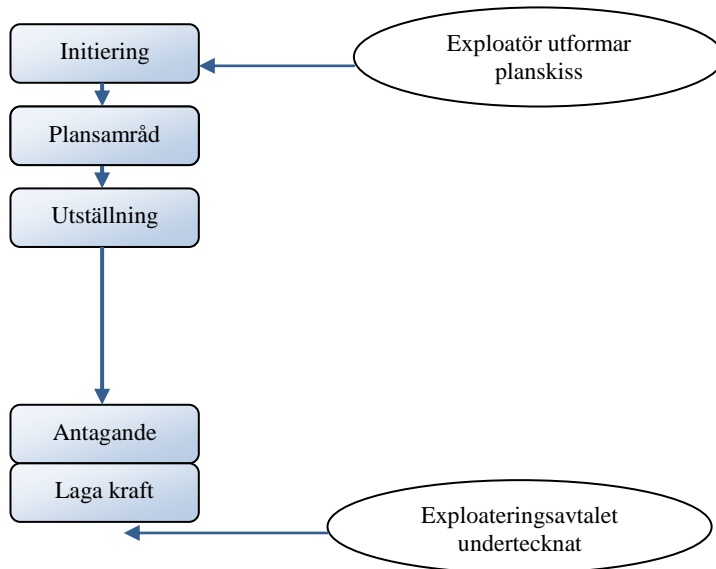 Initiering
Exploatör utformar
planskiss
Plansamråd
Utställning
Antagande
Laga kraft
Exploateringsavtalet
undertecknat